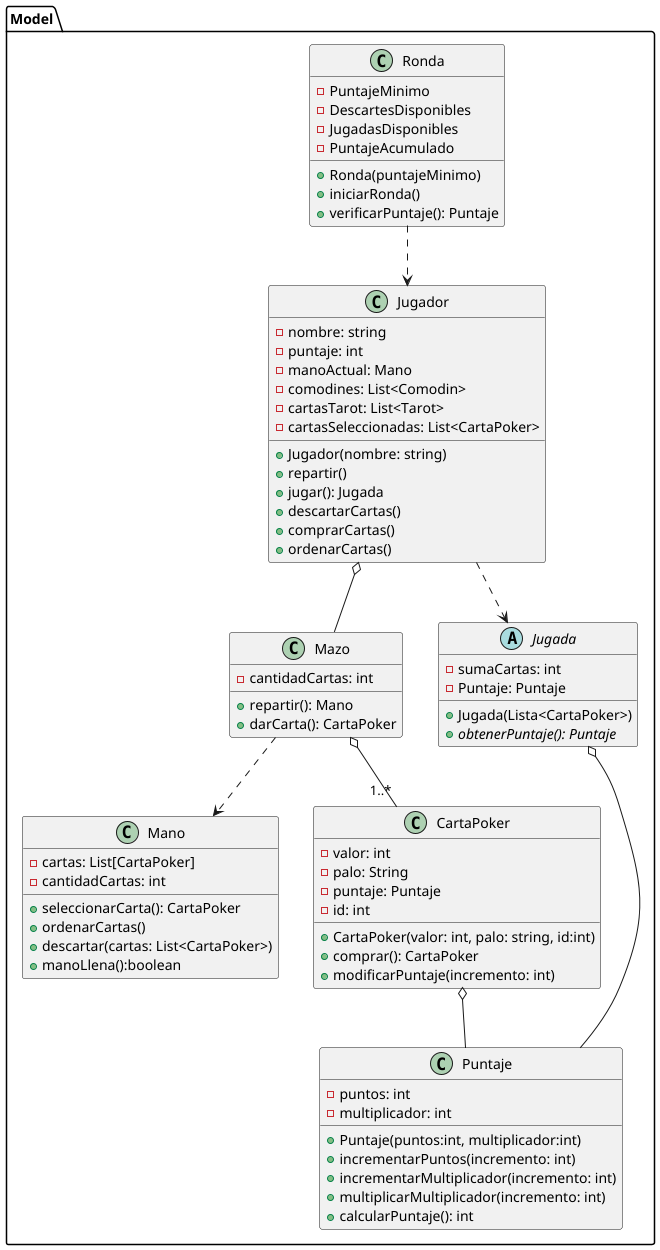 Model
Ronda
PuntajeMinimo
DescartesDisponibles
JugadasDisponibles
PuntajeAcumulado
Ronda(puntajeMinimo)
iniciarRonda()
verificarPuntaje(): Puntaje
Jugador
nombre: string
puntaje: int
manoActual: Mano
comodines: List<Comodin>
cartasTarot: List<Tarot>
cartasSeleccionadas: List<CartaPoker>
Jugador(nombre: string)
repartir()
jugar(): Jugada
descartarCartas()
comprarCartas()
ordenarCartas()
Mazo
cantidadCartas: int
repartir(): Mano
darCarta(): CartaPoker
Jugada
sumaCartas: int
Puntaje: Puntaje
Jugada(Lista<CartaPoker>)
obtenerPuntaje(): Puntaje
1..*
Mano
cartas: List[CartaPoker]
cantidadCartas: int
seleccionarCarta(): CartaPoker
ordenarCartas()
descartar(cartas: List<CartaPoker>)
manoLlena():boolean
CartaPoker
valor: int
palo: String
puntaje: Puntaje
id: int
CartaPoker(valor: int, palo: string, id:int)
comprar(): CartaPoker
modificarPuntaje(incremento: int)
Puntaje
puntos: int
multiplicador: int
Puntaje(puntos:int, multiplicador:int)
incrementarPuntos(incremento: int)
incrementarMultiplicador(incremento: int)
multiplicarMultiplicador(incremento: int)
calcularPuntaje(): int